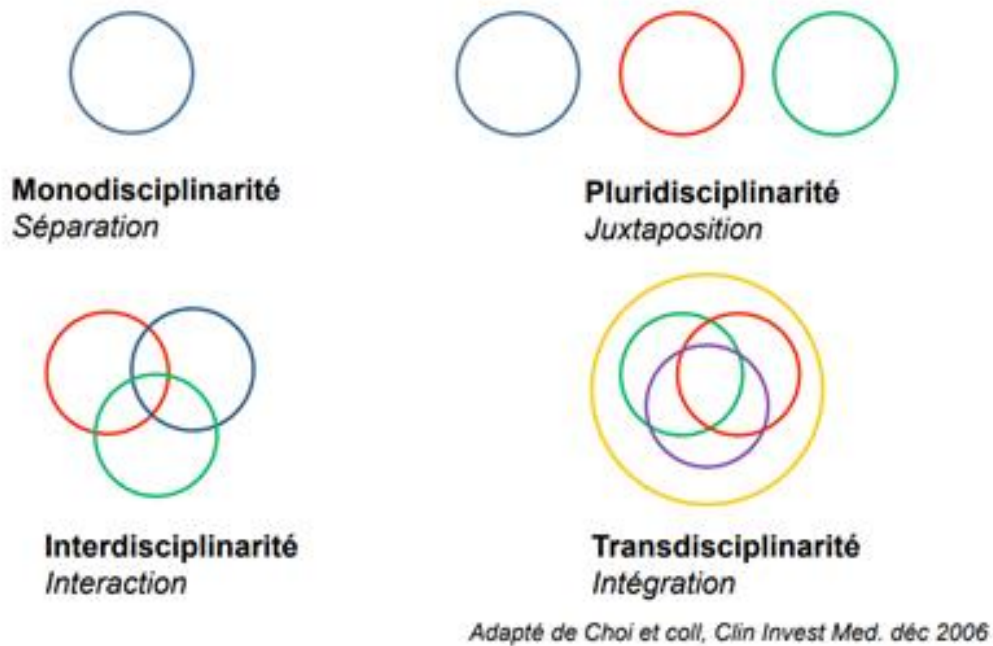 Monodisciplinarité
Séparation
Pluridisciplinarité
Juxtaposition
Interdisciplinarité
Interaction
Transdisciplinarité
Intégration
Adapté de Choi et coll, Clin Invest Med. déc 2006